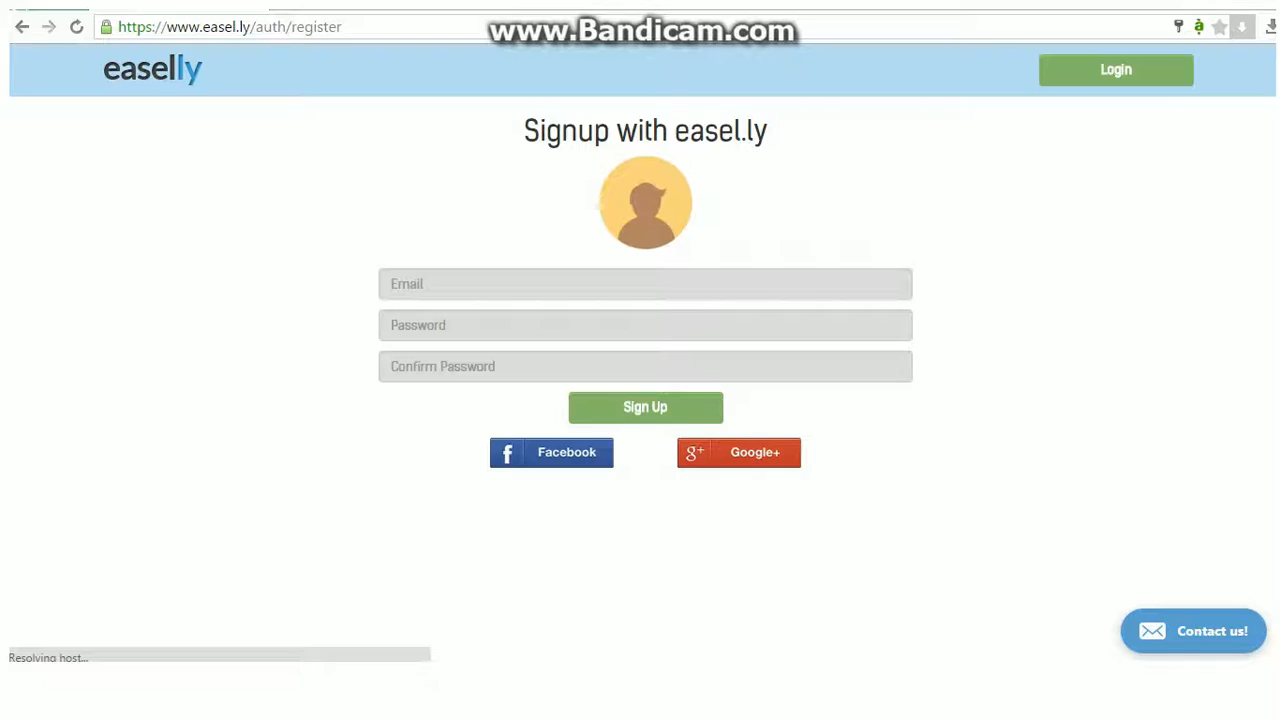 https://www.easel.ly/auth/register
www.Bandicam.com
easelly
Login
Signup with easel.ly
Email
Password
Confirm Password
Sign Up
f Facebook
g+ Google+
Contact us!
Resolving host...